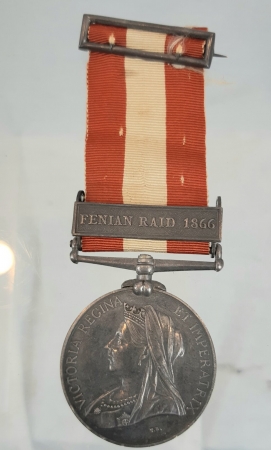 FENIAN RAID 1866
VICTORIA REGINA ET IMPERATRIX